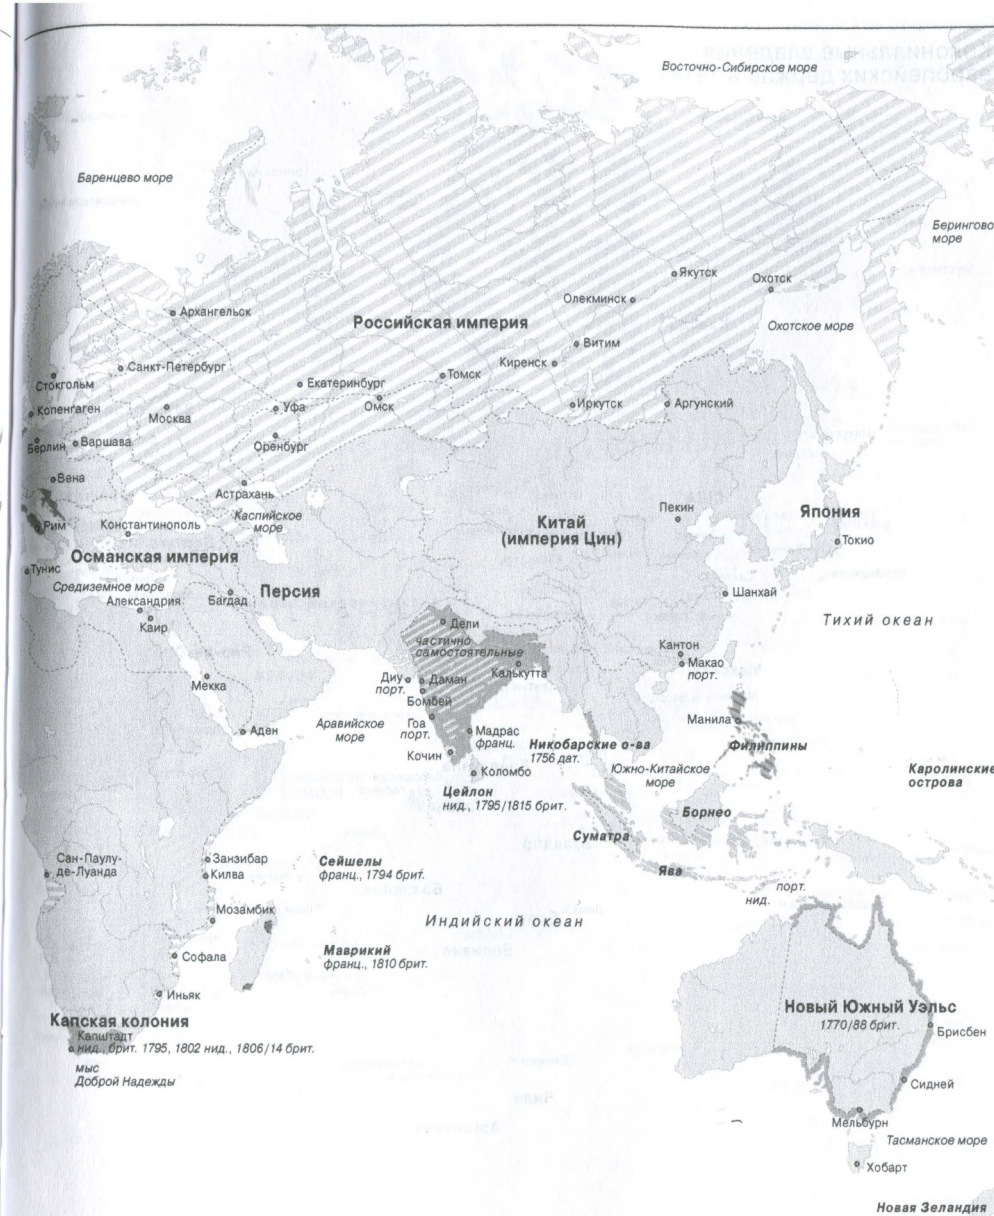 Восточно-Сибирское море
Баренцево море
Берингово
море
Якутск
Охотск
Олекминск
Архангельск
Российская империя
Охотское море
Витим
Санкт-Петербург
Киренск
Томск
Стокгольм
Екатеринбург
Копенгаген
Москва
Уфа
Омск
Иркутск
Аргунский
Берлин
Варшава
Оренбург
Вена
Астрахань
Рим
Константинополь
Каспийское
море
Китай
(империя Цин)
Пекин
Япония
Токио
Османская империя
Тунис
Средиземное море
Александрия
Багдад
Персия
Шанхай
Каир
Дели
Тихий океан
частично
самостоятельные
Кантон
Макао
порт.
Мекка
Диу
порт.
Даман
Калькутта
Бомбей
Аден
Аравийское
море
Гоа
порт.
Мадрас
франц.
Манила
Никобарские о-ва
1756 дат.
Филиппины
Кочин
Коломбо
Южно-Китайское
море
Каролинские
острова
Цейлон
нид., 1795/1815 брит.
Борнео
Суматра
Сан-Паулу-
де-Луанда
Занзибар
Килва
Сейшелы
франц., 1794 брит.
Ява
порт.
нид.
Мозамбик
Индийский океан
Софала
Маврикий
франц., 1810 брит.
Иньяк
Новый Южный Уэльс
1770/88 брит.
Капская колония
Капштадт
нид., брит. 1795, 1802 нид., 1806/14 брит.
Брисбен
мыс
Доброй Надежды
Сидней
Мельбурн
Тасманское море
Хобарт
Новая Зеландия